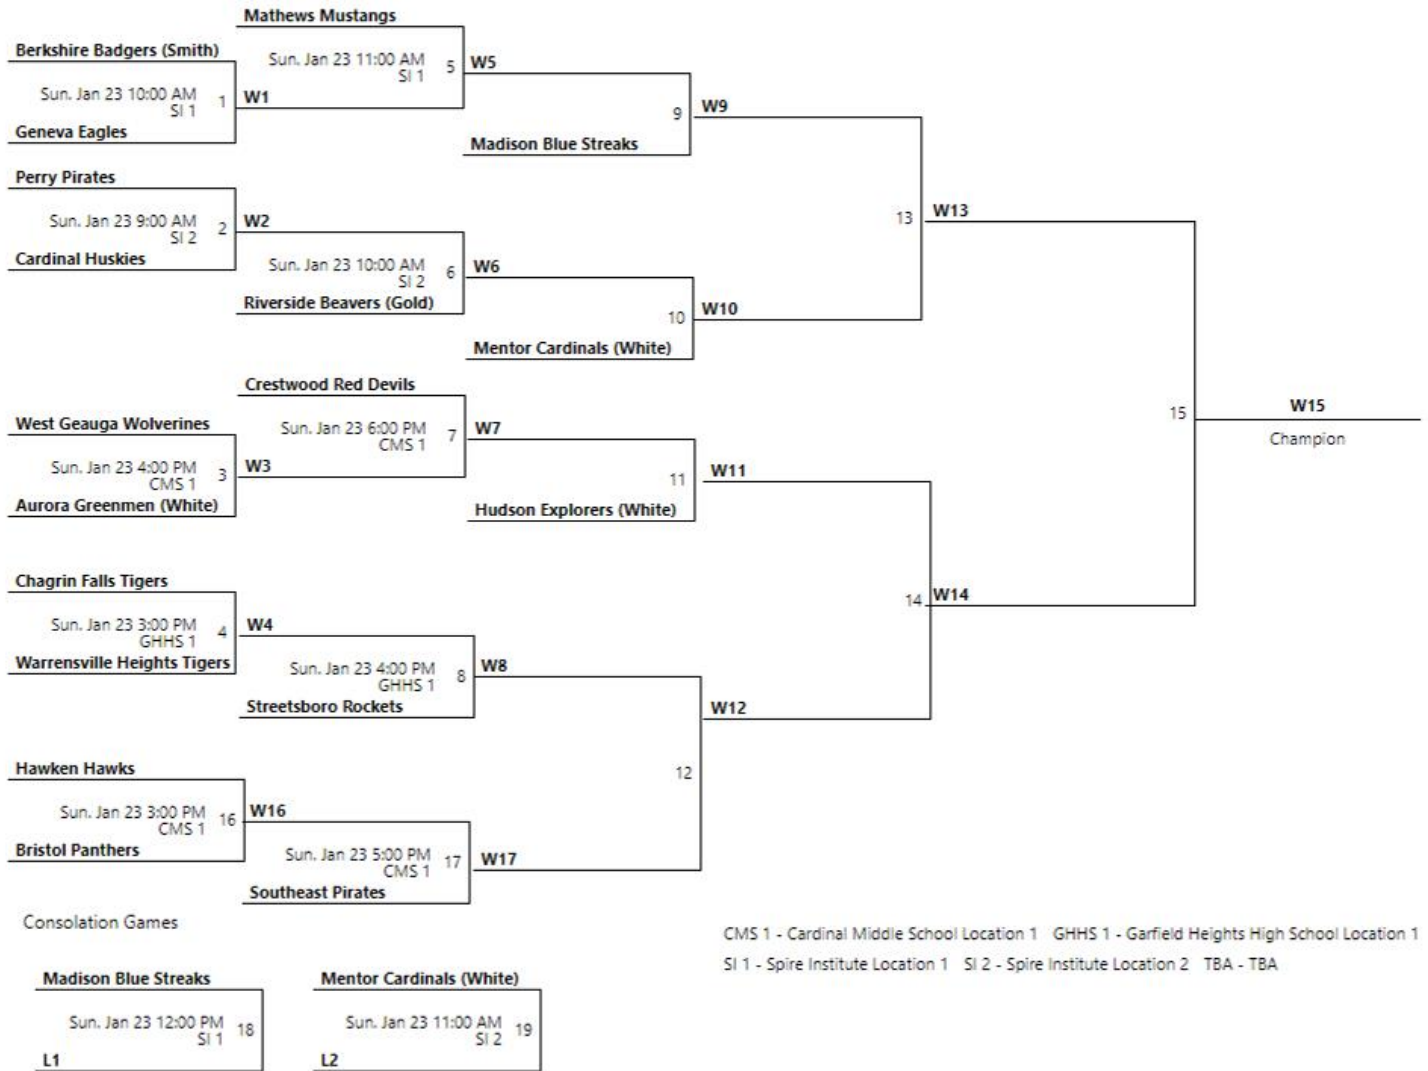 Mathews Mustangs
Berkshire Badgers (Smith)
Sun. Jan 23 11:00 AM
SI 1
5
W5
Sun. Jan 23 10:00 AM
SI 1
1
W1
9
W9
Geneva Eagles
Madison Blue Streaks
Perry Pirates
Sun. Jan 23 9:00 AM
SI 2
2
W2
13
W13
Cardinal Huskies
Sun. Jan 23 10:00 AM
SI 2
6
W6
Riverside Beavers (Gold)
10
W10
Mentor Cardinals (White)
Crestwood Red Devils
West Geauga Wolverines
Sun. Jan 23 6:00 PM
CMS 1
7
W7
15
W15
Champion
Sun. Jan 23 4:00 PM
CMS 1
3
W3
11
W11
Aurora Greenmen (White)
Hudson Explorers (White)
Chagrin Falls Tigers
14
W14
Sun. Jan 23 3:00 PM
GHHS 1
4
W4
Warrensville Heights Tigers
Sun. Jan 23 4:00 PM
GHHS 1
8
W8
Streetsboro Rockets
W12
12
Hawken Hawks
Sun. Jan 23 3:00 PM
CMS 1
16
W16
Bristol Panthers
Sun. Jan 23 5:00 PM
CMS 1
17
W17
Southeast Pirates
Consolation Games
CMS 1 - Cardinal Middle School Location 1 GHHS 1 - Garfield Heights High School Location 1
SI 1 - Spire Institute Location 1 SI 2 - Spire Institute Location 2 TBA - TBA
Madison Blue Streaks
Sun. Jan 23 12:00 PM
SI 1
18
L1
Mentor Cardinals (White)
Sun. Jan 23 11:00 AM
SI 2
19
L2